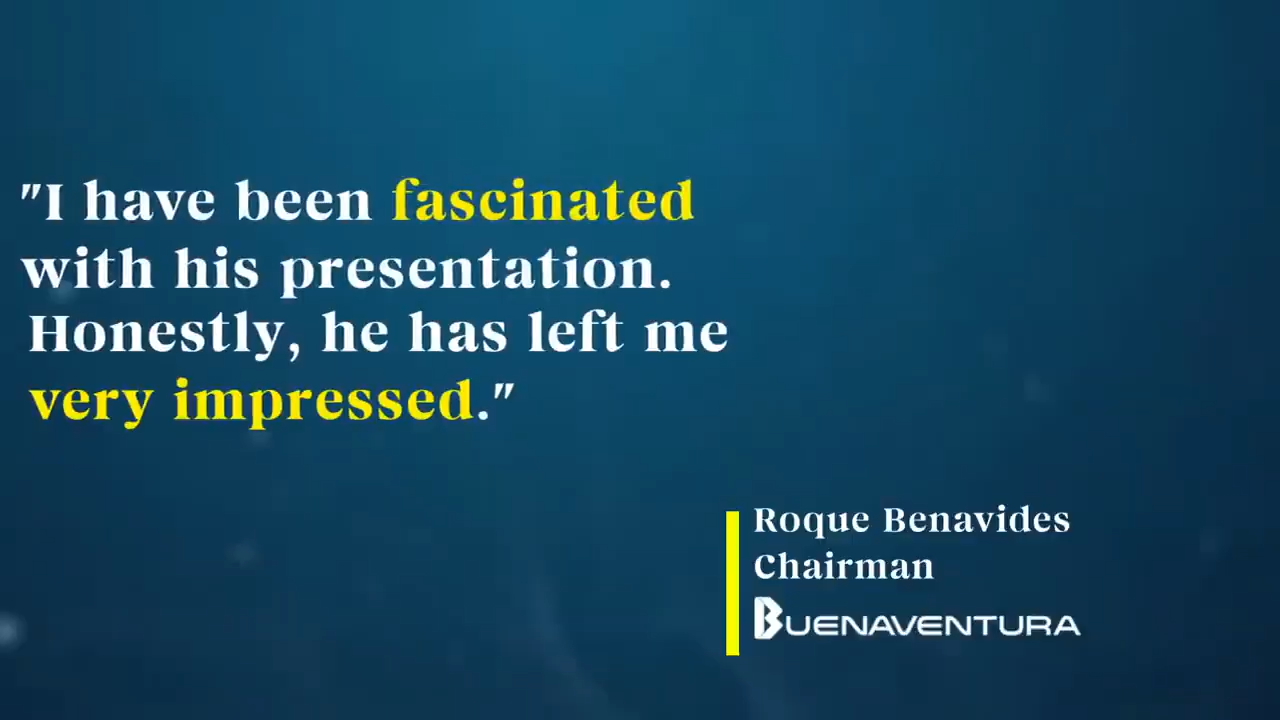 "I have been fascinated
with his presentation.
Honestly, he has left me
very impressed."
Roque Benavides
Chairman
BUENAVENTURA